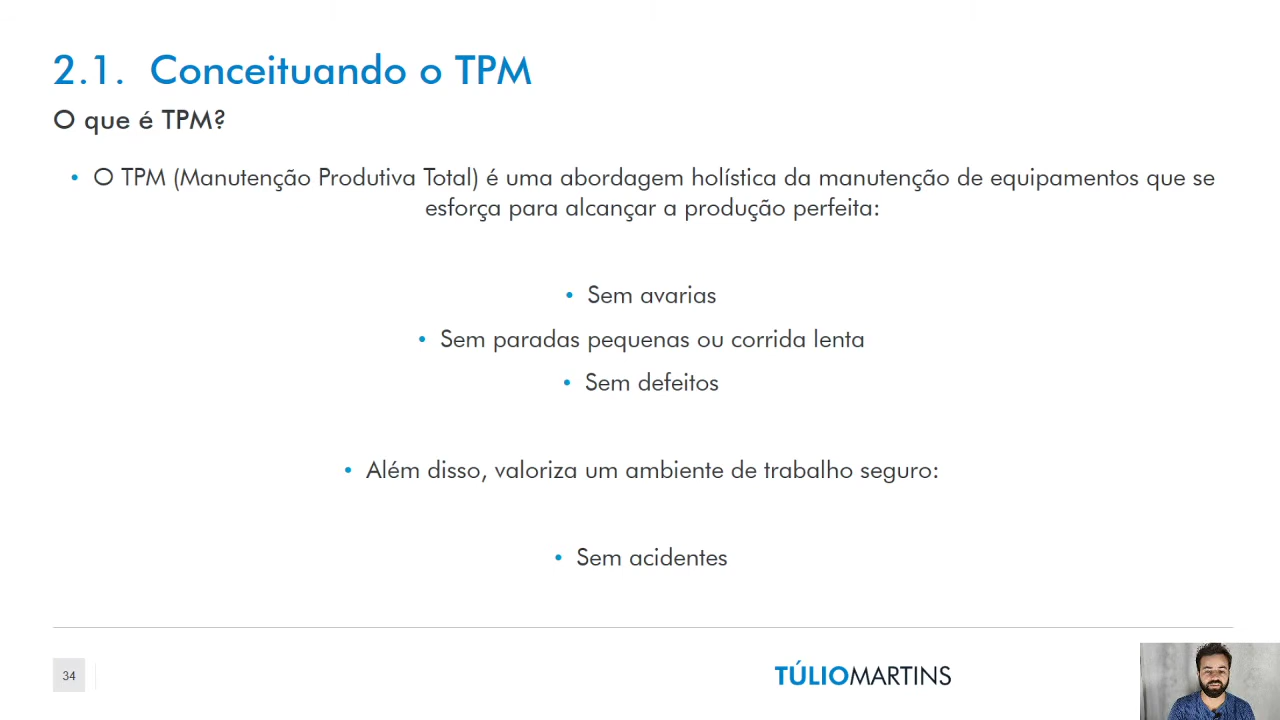 2.1. Conceituando o TPM
O que é TPM?
• O TPM (Manutenção Produtiva Total) é uma abordagem holística da manutenção de equipamentos que se
esforça para alcançar a produção perfeita:
• Sem avarias
• Sem paradas pequenas ou corrida lenta
• Sem defeitos
• Além disso, valoriza um ambiente de trabalho seguro:
• Sem acidentes
34
TÚLIOMARTINS